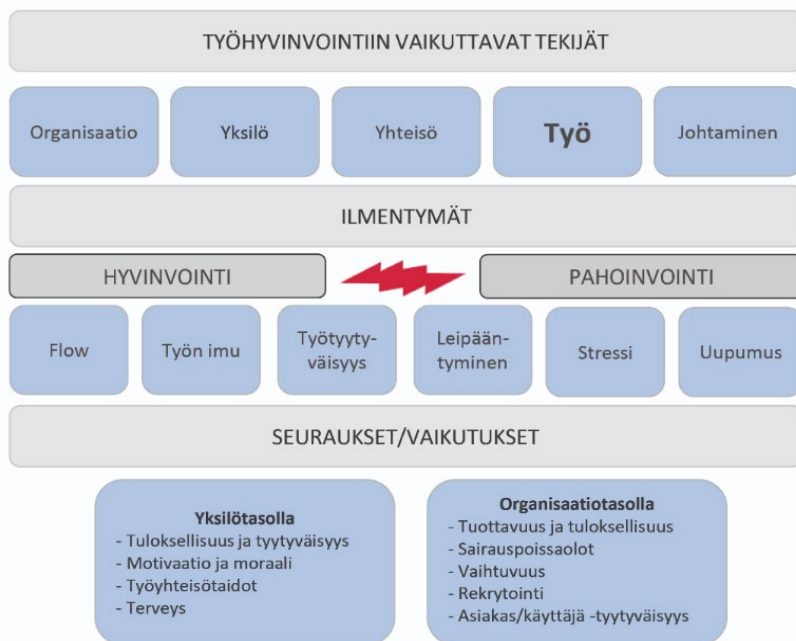 TYÖHYVINVOINTIIN VAIKUTTAVAT TEKIJÄT
Organisaatio
Yksilö
Yhteisö
Työ
Johtaminen
ILMENTYMÄT
HYVINVOINTI
PAHOINVOINTI
Flow
Työn imu
Työtyyty-
väisyys
Leipään-
tyminen
Stressi
Uupumus
SEURAUKSET/VAIKUTUKSET
Yksilötasolla
- Tuloksellisuus ja tyytyväisyys
- Motivaatio ja moraali
- Työyhteisötaidot
- Terveys
Organisaatiotasolla
- Tuottavuus ja tuloksellisuus
- Sairauspoissaolot
- Vaihtuvuus
- Rekrytointi
- Asiakas/käyttäjä -tyytyväisyys